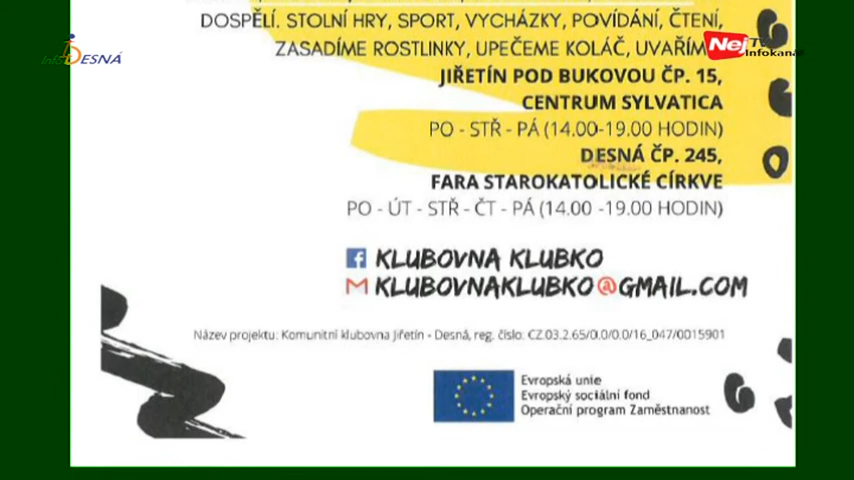 DOSPĚLÍ. STOLNÍ HRY, SPORT, VYCHÁZKY, POVÍDÁNÍ, ČTENÍ,
ZASADÍME ROSTLINKY, UPEČEME KOLÁČ, UVAŘÍM
InfoDESNÁ
Nej TV Infokanál
JIŘETÍN POD BUKOVOU ČP. 15,
CENTRUM SYLVATICA
PO - STŘ - PÁ (14.00-19.00 HODIN)
DESNÁ ČP. 245,
FARA STAROKATOLICKÉ CÍRKVE
PO - ÚT - STŘ - ČT - PÁ (14.00 -19.00 HODIN)
KLUBOVNA KLUBKO
KLUBOVNAKLUBKO@GMAIL.COM
Název projektu: Komunitní klubovna Jiřetín - Desná, reg. číslo: CZ.03.2.65/0.0/0.0/16_047/0015901
Evropská unie
Evropský sociální fond
Operační program Zaměstnanost